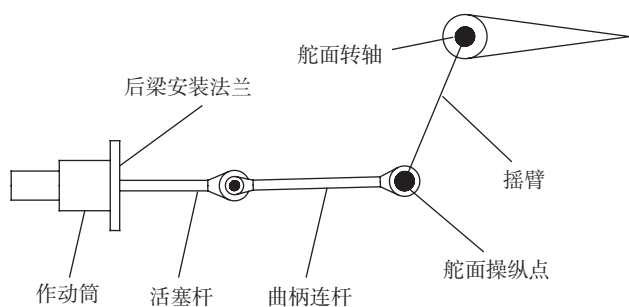 舵面转轴
后梁安装法兰
摇臂
舵面操纵点
作动筒
活塞杆
曲柄连杆